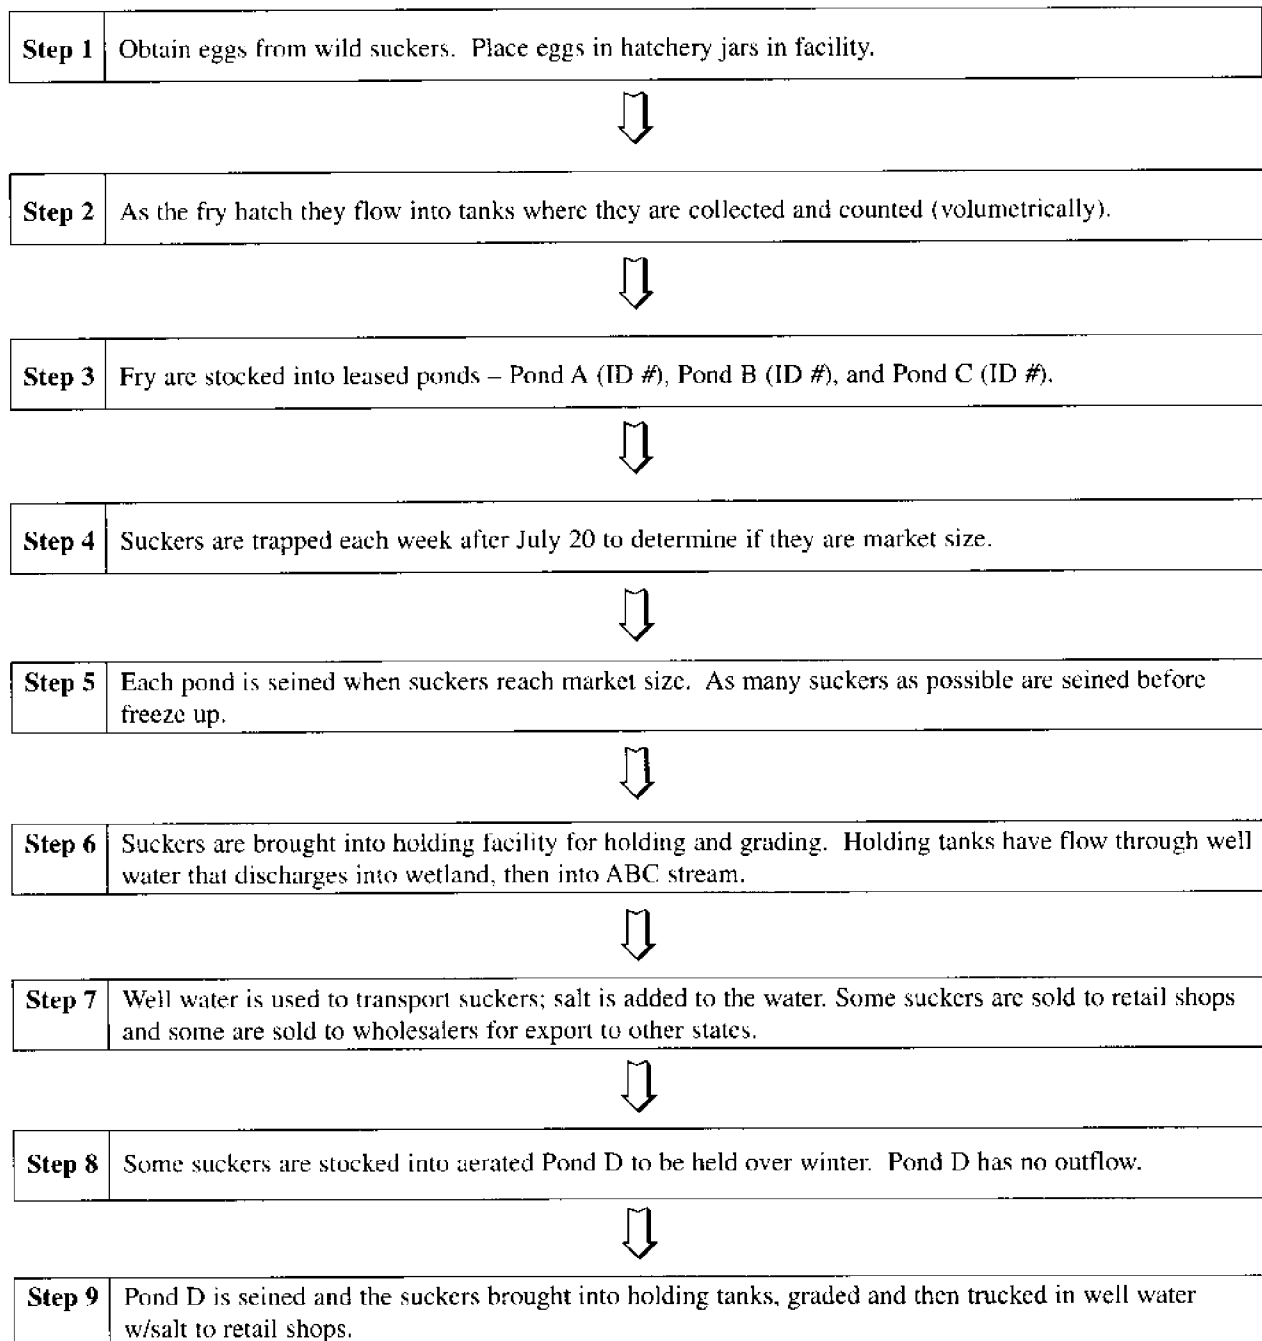 Step 1 Obtain eggs from wild suckers. Place eggs in hatchery jars in facility.
Step 2 As the fry hatch they flow into tanks where they are collected and counted (volumetrically).
Step 3 Fry are stocked into leased ponds – Pond A (ID #), Pond B (ID #), and Pond C (ID #).
Step 4 Suckers are trapped each week after July 20 to determine if they are market size.
Step 5 Each pond is seined when suckers reach market size. As many suckers as possible are seined before
freeze up.
Step 6 Suckers are brought into holding facility for holding and grading. Holding tanks have flow through well
water that discharges into wetland, then into ABC stream.
Step 7 Well water is used to transport suckers; salt is added to the water. Some suckers are sold to retail shops
and some are sold to wholesalers for export to other states.
Step 8 Some suckers are stocked into aerated Pond D to be held over winter. Pond D has no outflow.
Step 9 Pond D is seined and the suckers brought into holding tanks, graded and then trucked in well water
w/salt to retail shops.